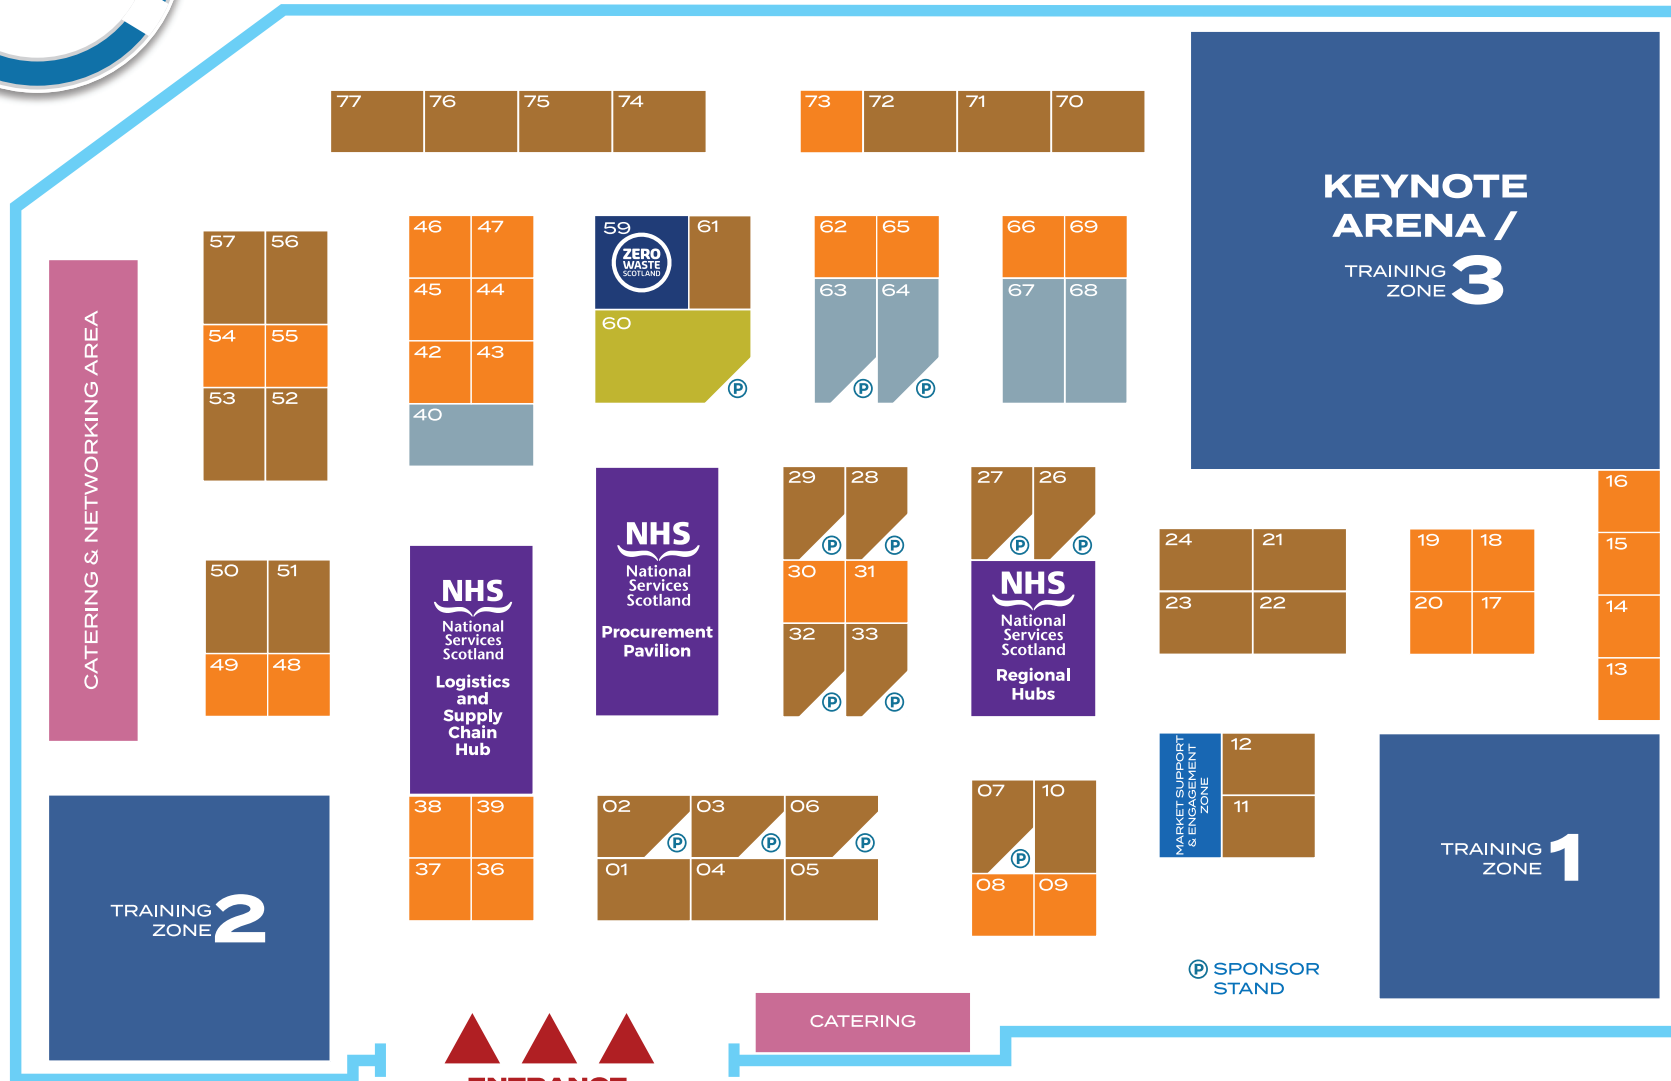 77 76 75 74
73 72 71 70
KEYNOTE
ARENA /
TRAINING
ZONE 3
57 56
54 55
53 52
46 47
45 44
42 43
40
59 61
ZERO
WASTE
SCOTLAND
60
P
62 65
63 64
P P
66 69
67 68
CATERING & NETWORKING AREA
50 51
49 48
NHS
National
Services
Scotland
Logistics
and
Supply
Chain
Hub
NHS
National
Services
Scotland
Procurement
Pavilion
29 28
P P
30 31
32 33
P P
27 26
P P
NHS
National
Services
Scotland
Regional
Hubs
24 21
23 22
19 18
20 17
16
15
14
13
TRAINING
ZONE 2
38 39
37 36
02 03 06
P P P
01 04 05
07 10
P
08 09
MARKET SUPPORT
& ENGAGEMENT
ZONE
12
11
TRAINING
ZONE 1
P SPONSOR
STAND
CATERING
ENTRANCE